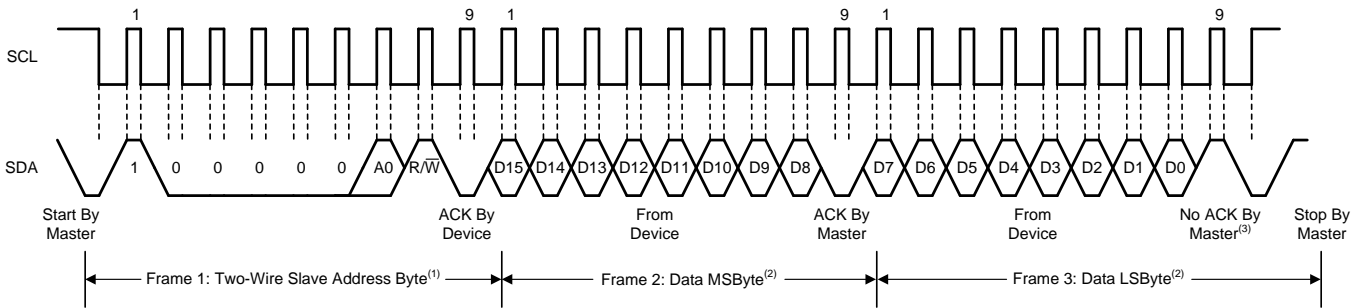 1 9 1 9 1 9
SCL
SDA 1 0 0 0 0 0 A0 R/W D15 D14 D13 D12 D11 D10 D9 D8 D7 D6 D5 D4 D3 D2 D1 D0
Start By
Master
ACK By
Device
From
Device
ACK By
Master
From
Device
No ACK By
Master(3)
Stop By
Master
Frame 1: Two-Wire Slave Address Byte(1)
Frame 2: Data MSByte(2)
Frame 3: Data LSByte(2)